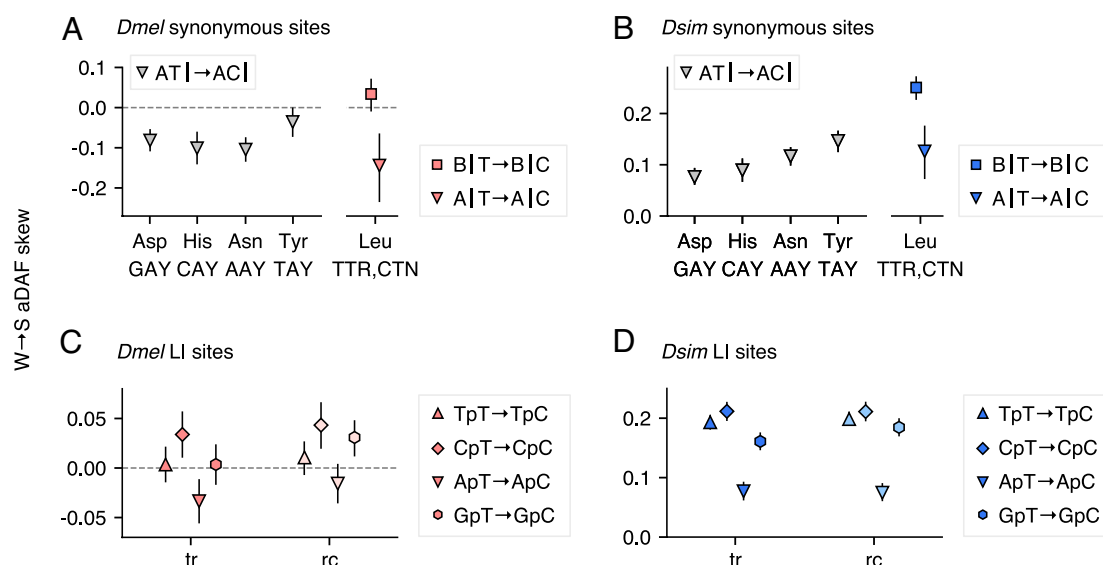 A Dmel synonymous sites
AT|→AC|
0.1
0.0
-0.1
-0.2
Asp His Asn Tyr Leu
GAY CAY AAY TAY TTR,CTN
B|T→B|C
A|T→A|C
B Dsim synonymous sites
AT|→AC|
0.2
0.1
0.0
Asp His Asn Tyr Leu
GAY CAY AAY TAY TTR,CTN
B|T→B|C
A|T→A|C
W→S aDAF skew
C Dmel LI sites
0.05
0.00
-0.05
tr rc
TpT→TpC
CpT→CpC
ApT→ApC
GpT→GpC
D Dsim LI sites
0.2
0.1
0.0
tr rc
TpT→TpC
CpT→CpC
ApT→ApC
GpT→GpC